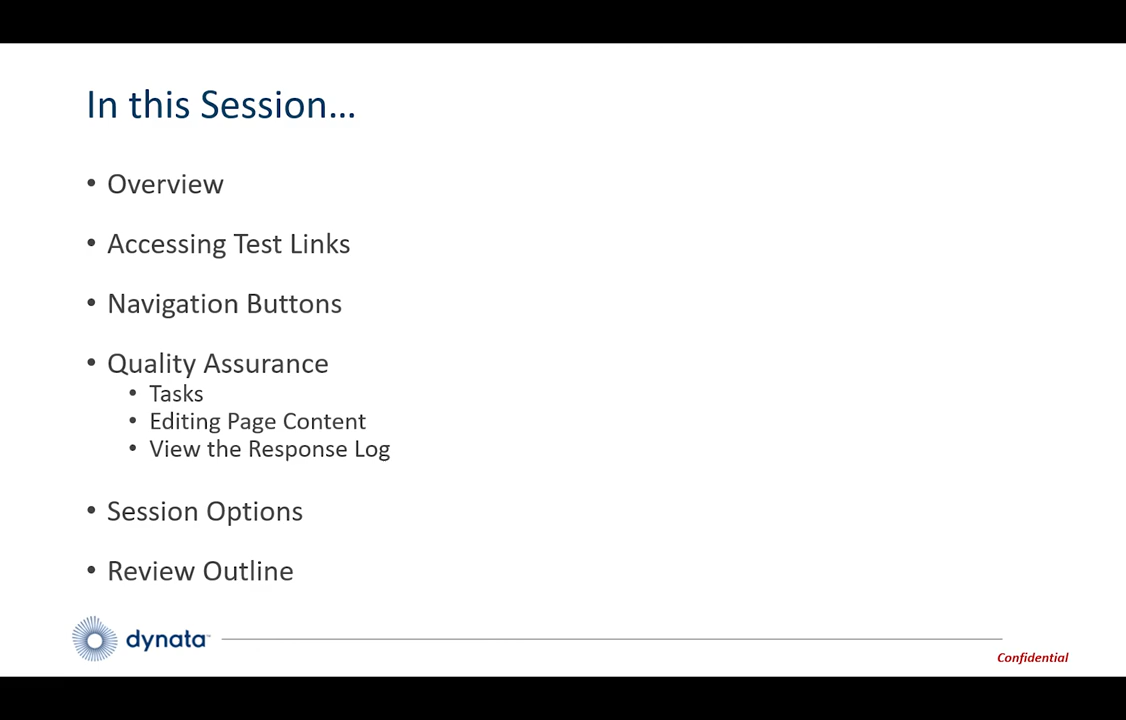 In this Session...
• Overview
• Accessing Test Links
• Navigation Buttons
• Quality Assurance
• Tasks
• Editing Page Content
• View the Response Log
• Session Options
• Review Outline
dynata
Confidential